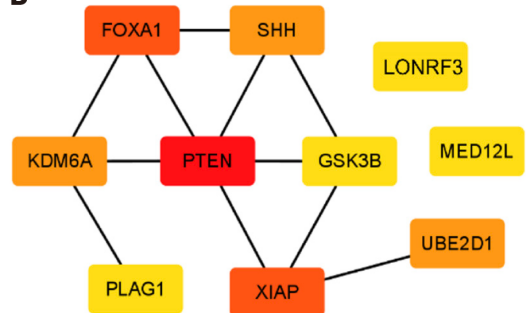 FOXA1
SHH
LONRF3
KDM6A
PTEN
GSK3B
MED12L
UBE2D1
PLAG1
XIAP